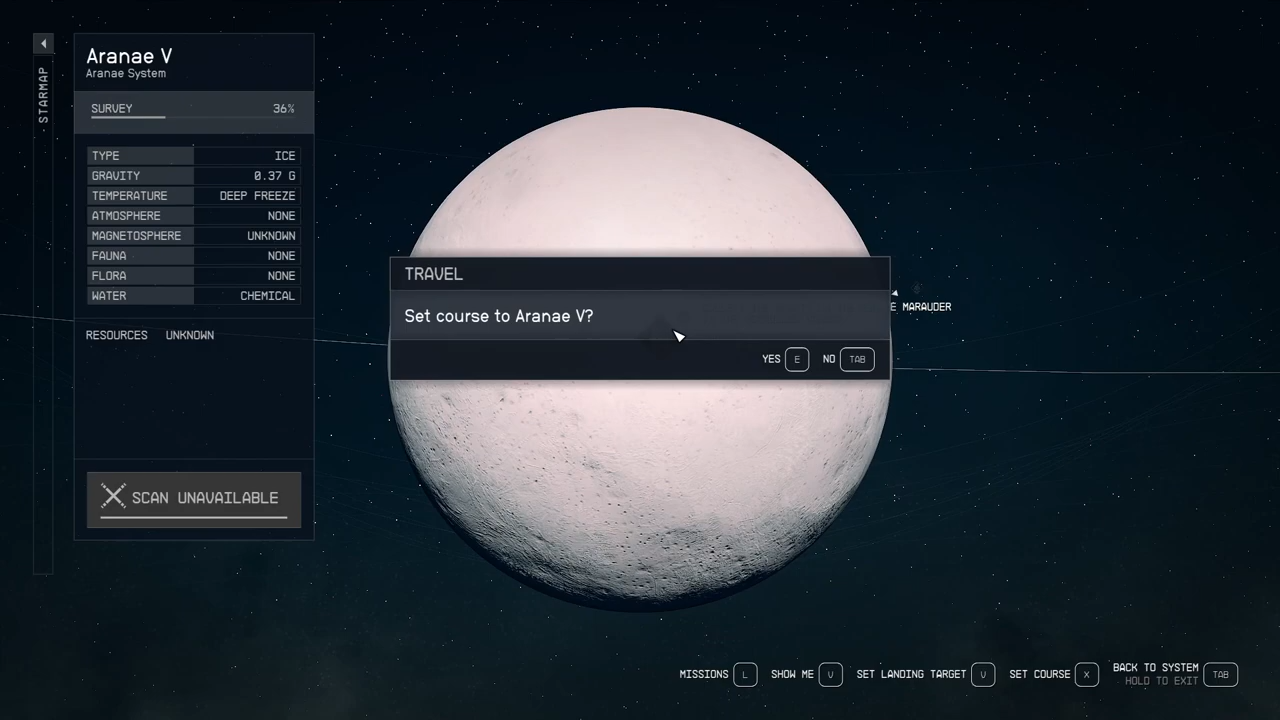 STARMAP
Aranae V
Aranae System
SURVEY 36%
TYPE ICE
GRAVITY 0.37 G
TEMPERATURE DEEP FREEZE
ATMOSPHERE NONE
MAGNETOSPHERE UNKNOWN
FAUNA NONE
FLORA NONE
WATER CHEMICAL
RESOURCES UNKNOWN
SCAN UNAVAILABLE
TRAVEL
Set course to Aranae V?
YES E NO TAB
E MARAUDER
MISSIONS L SHOW ME V SET LANDING TARGET V SET COURSE X BACK TO SYSTEM TAB
HOLD TO EXIT